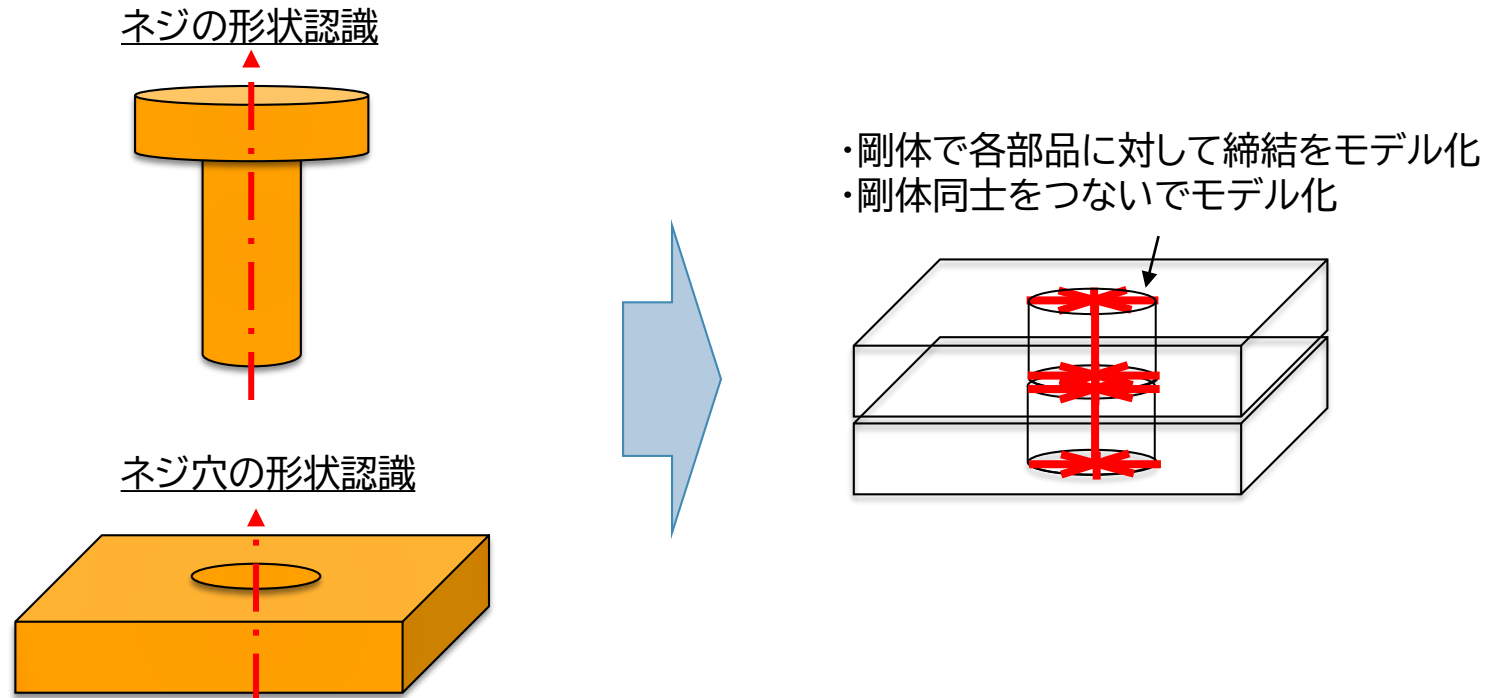 ネジの形状認識
・剛体で各部品に対して締結をモデル化
・剛体同士をつないでモデル化
ネジ穴の形状認識